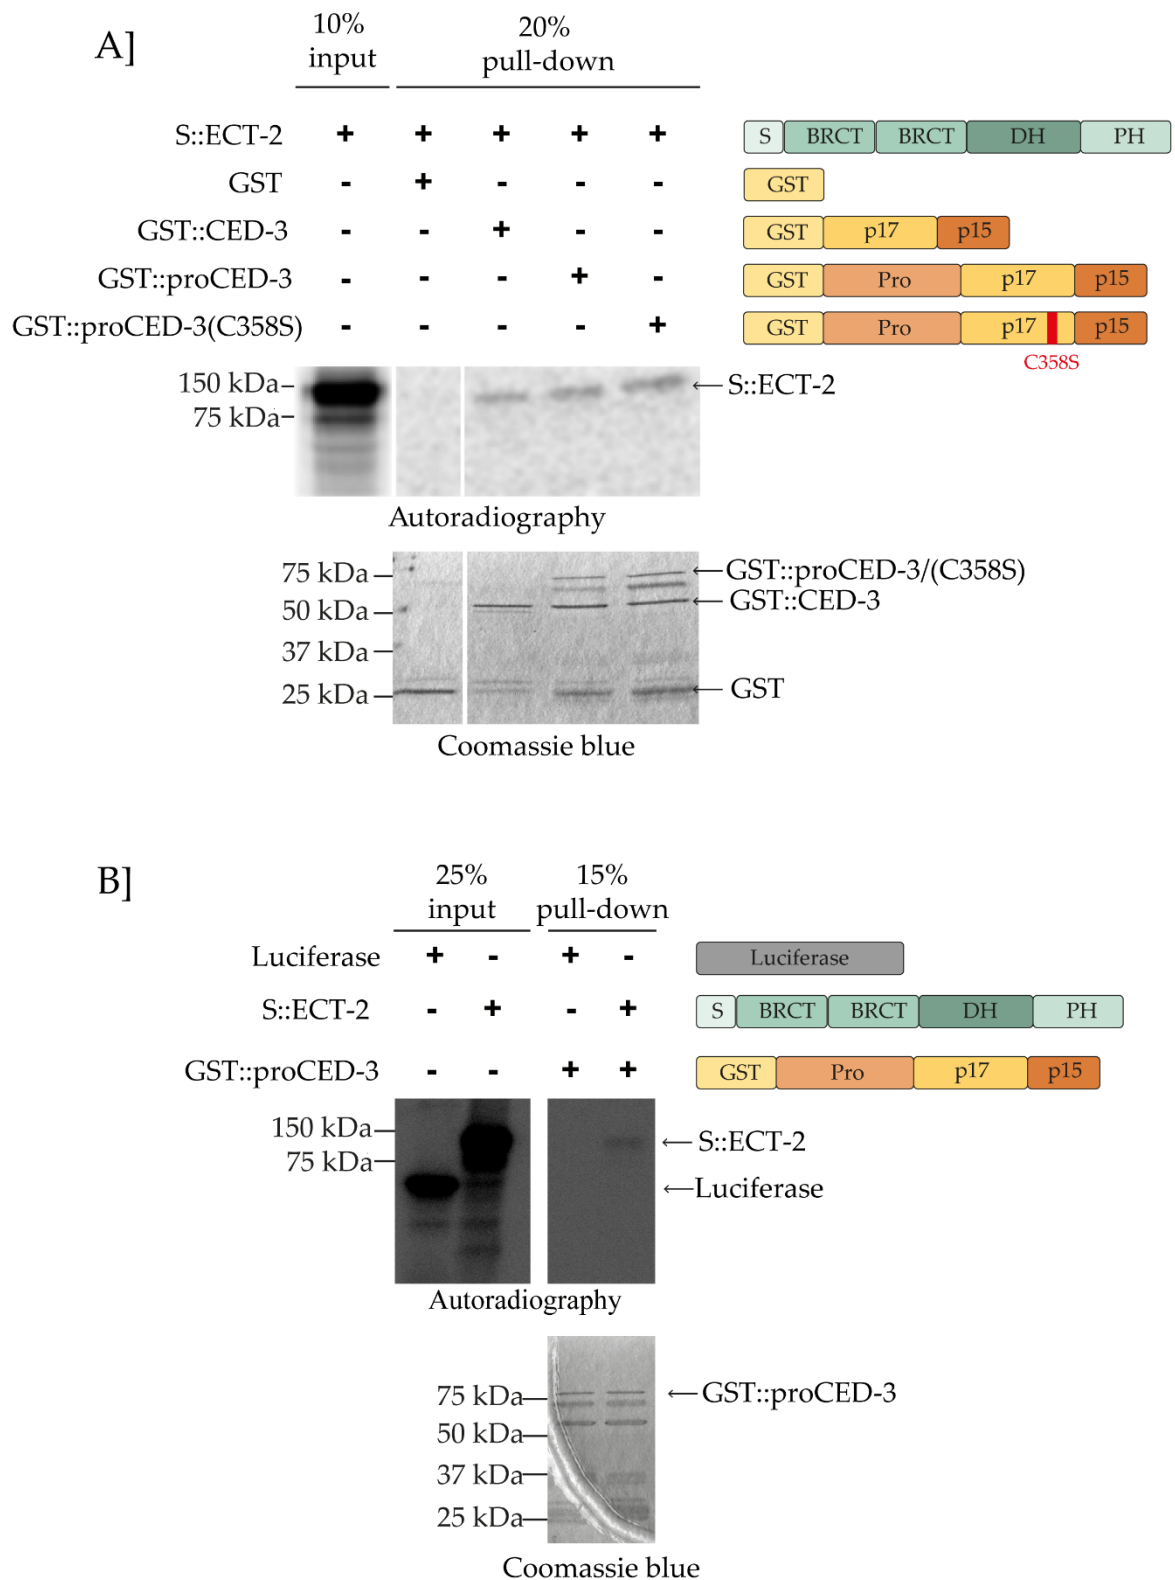 A]
10% input
20% pull-down
S::ECT-2 + + + + +
S BRCT BRCT DH PH
GST - + - - -
GST
GST::CED-3 - - + - -
GST p17 p15
GST::proCED-3 - - - + -
GST Pro p17 p15
GST::proCED-3(C358S) - - - - +
GST Pro p17 p15
C358S
150 kDa
75 kDa
←S::ECT-2
Autoradiography
75 kDa
50 kDa
37 kDa
25 kDa
←GST::proCED-3/(C358S)
←GST::CED-3
←GST
Coomassie blue
B]
25% input
15% pull-down
Luciferase + - + -
Luciferase
S::ECT-2 - + - +
S BRCT BRCT DH PH
GST::proCED-3 - - + +
GST Pro p17 p15
150 kDa
75 kDa
←S::ECT-2
←Luciferase
Autoradiography
75 kDa
50 kDa
37 kDa
25 kDa
←GST::proCED-3
Coomassie blue